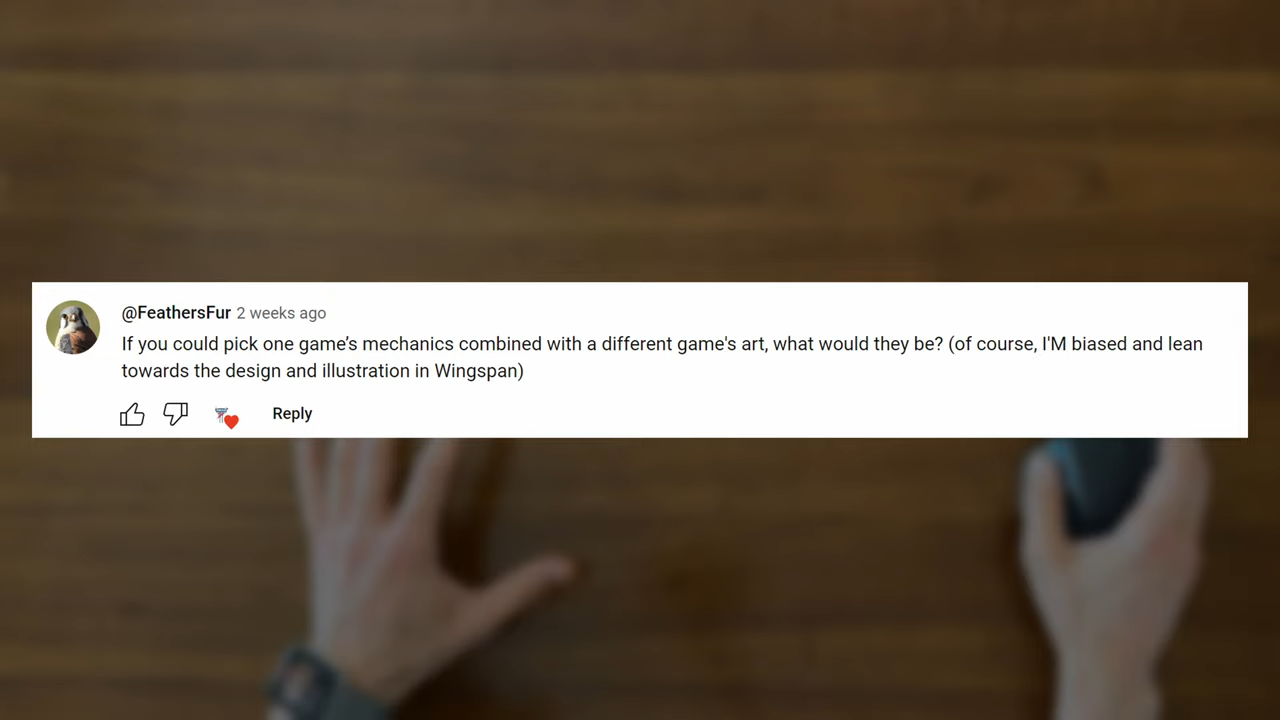 @FeathersFur 2 weeks ago
If you could pick one game’s mechanics combined with a different game's art, what would they be? (of course, I'M biased and lean
towards the design and illustration in Wingspan)
Reply